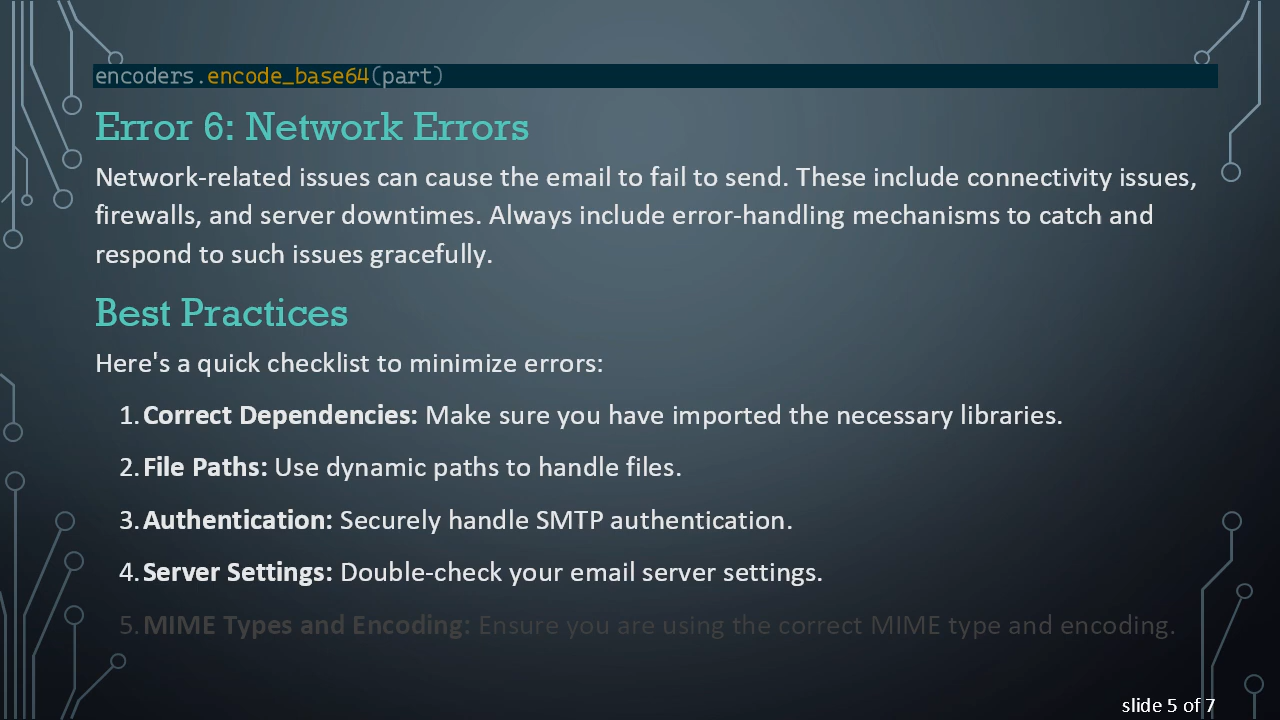 encoders.encode_base64(part)
Error 6: Network Errors
Network-related issues can cause the email to fail to send. These include connectivity issues,
firewalls, and server downtimes. Always include error-handling mechanisms to catch and
respond to such issues gracefully.
Best Practices
Here's a quick checklist to minimize errors:
1. Correct Dependencies: Make sure you have imported the necessary libraries.
2. File Paths: Use dynamic paths to handle files.
3. Authentication: Securely handle SMTP authentication.
4. Server Settings: Double-check your email server settings.
5. MIME Types and Encoding: Ensure you are using the correct MIME type and encoding.
slide 5 of 7